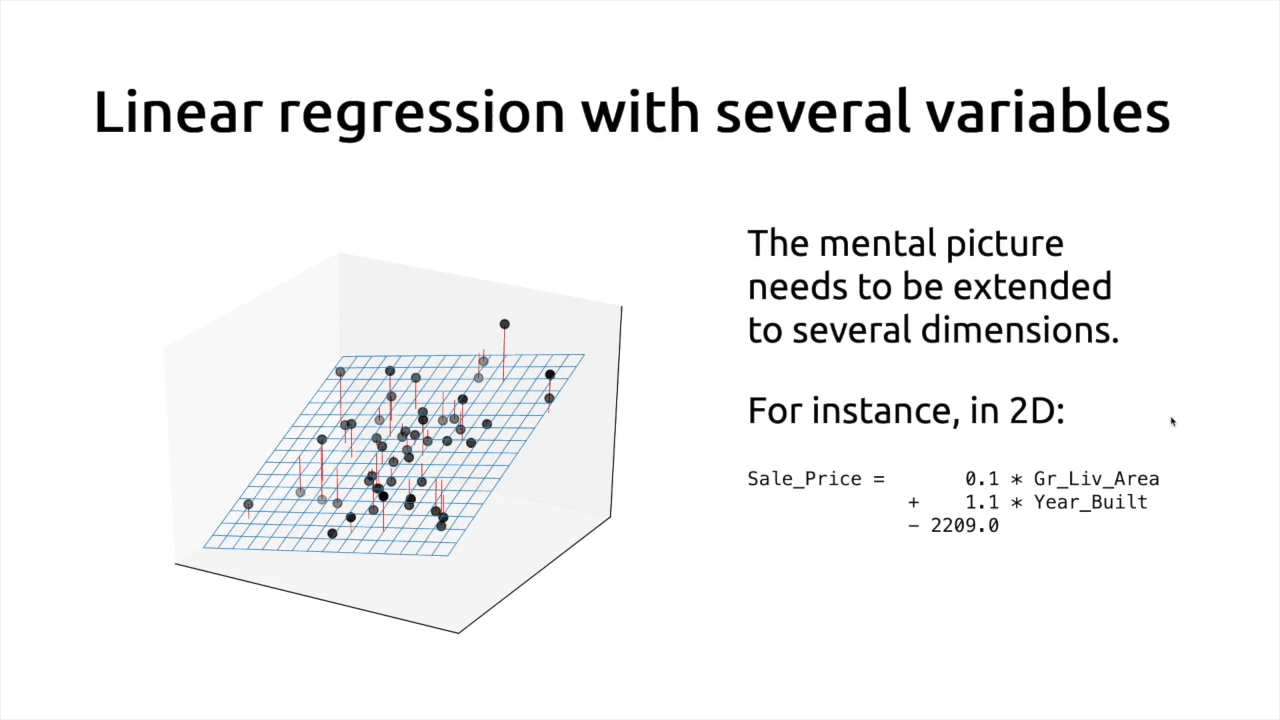 Linear regression with several variables
The mental picture
needs to be extended
to several dimensions.
For instance, in 2D:
Sale_Price =       0.1 * Gr_Liv_Area
+    1.1 * Year_Built
- 2209.0